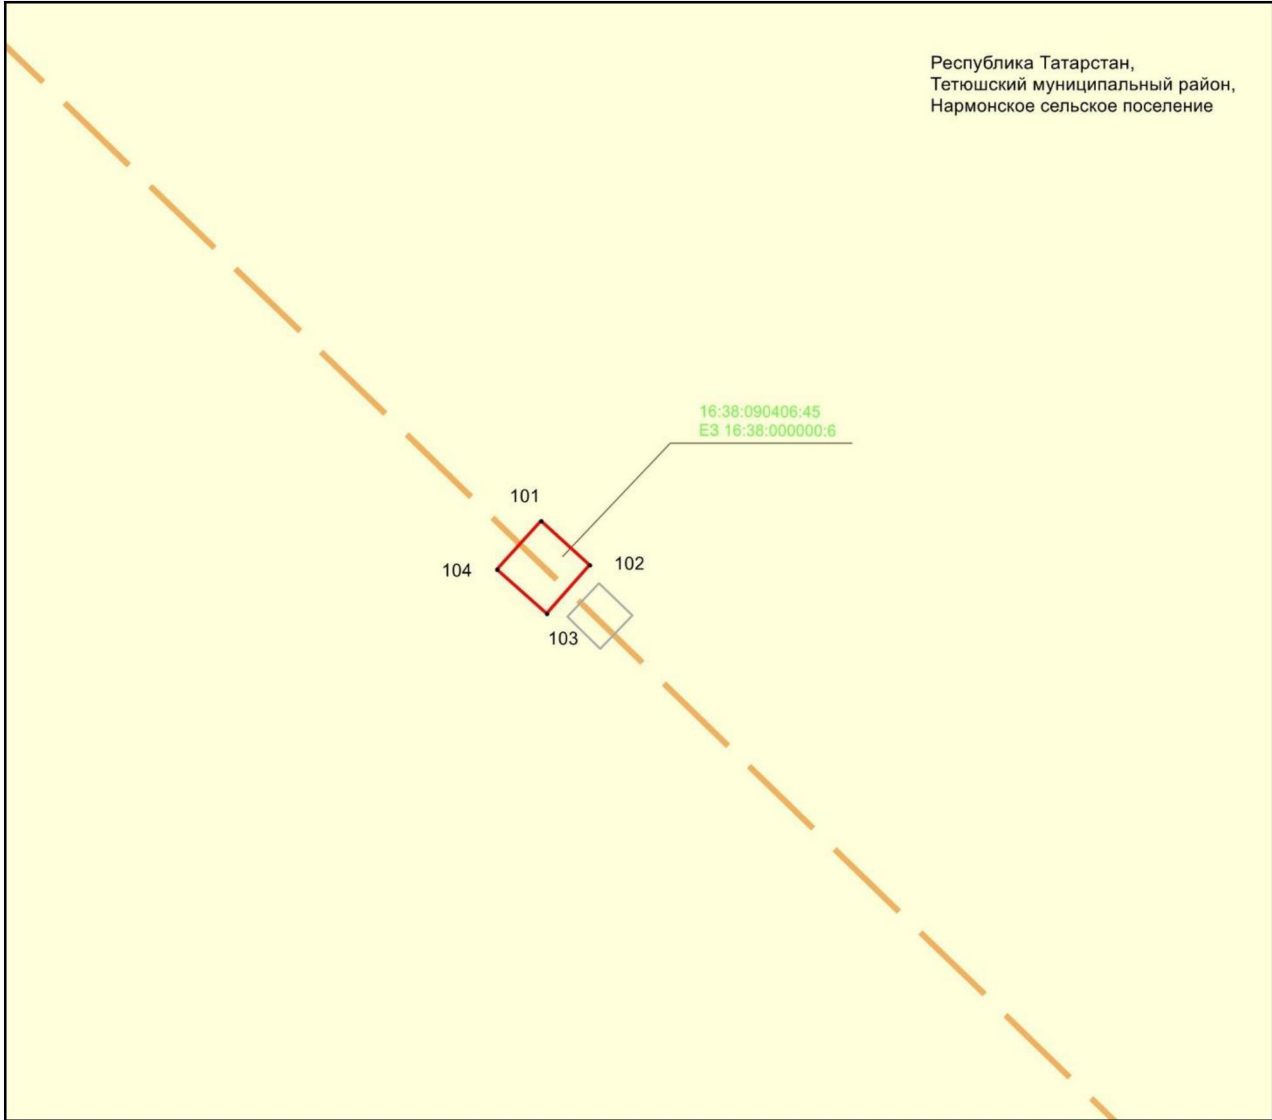 Республика Татарстан,
Тетюшский муниципальный район,
Нармонское сельское поселение
16:38:090406:45
ЕЗ 16:38:000000:6
101
102
104
103